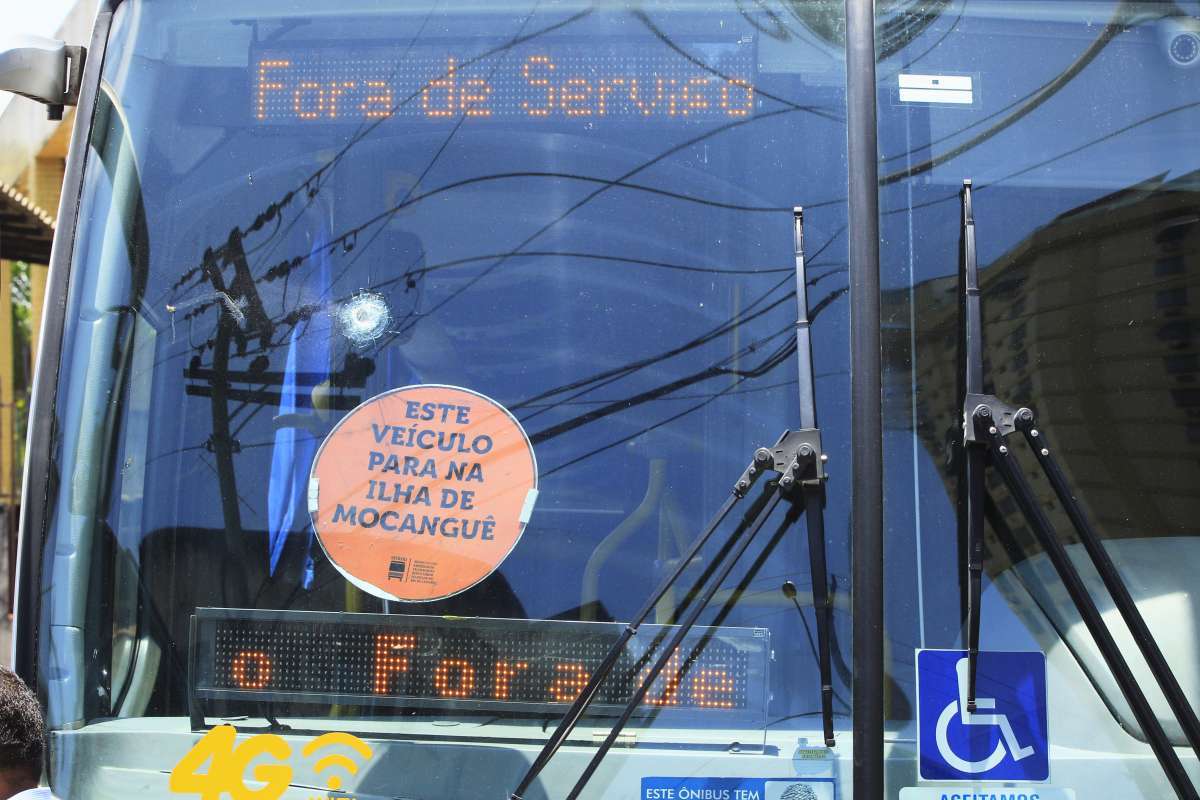 Fora de Serviço
ESTE
VEÍCULO
PARA NA
ILHA DE
MOCANGUÊ
o Fora de
4G
ESTE ÔNIBUS TEM
ACEITAMOS